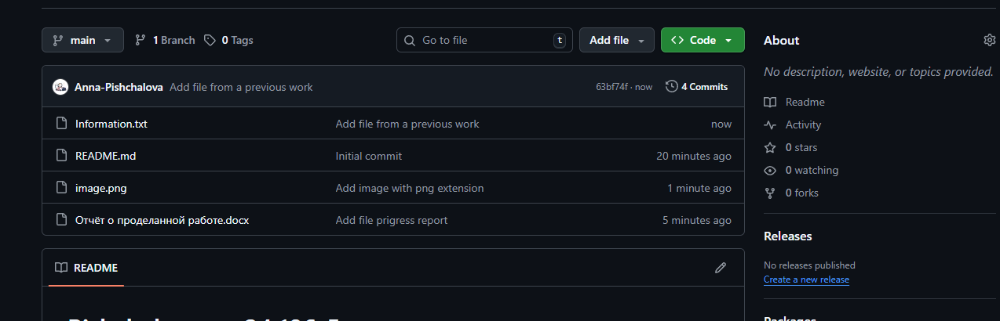 main 1 Branch 0 Tags Go to file t Add file Code
Anna-Pishchalova Add file from a previous work 63bf74f · now 4 Commits
Information.txt Add file from a previous work now
README.md Initial commit 20 minutes ago
image.png Add image with png extension 1 minute ago
Отчёт о проделанной работе.docx Add file prigress report 5 minutes ago
README
About
No description, website, or topics provided.
Readme
Activity
0 stars
0 watching
0 forks
Releases
No releases published
Create a new release
Packages